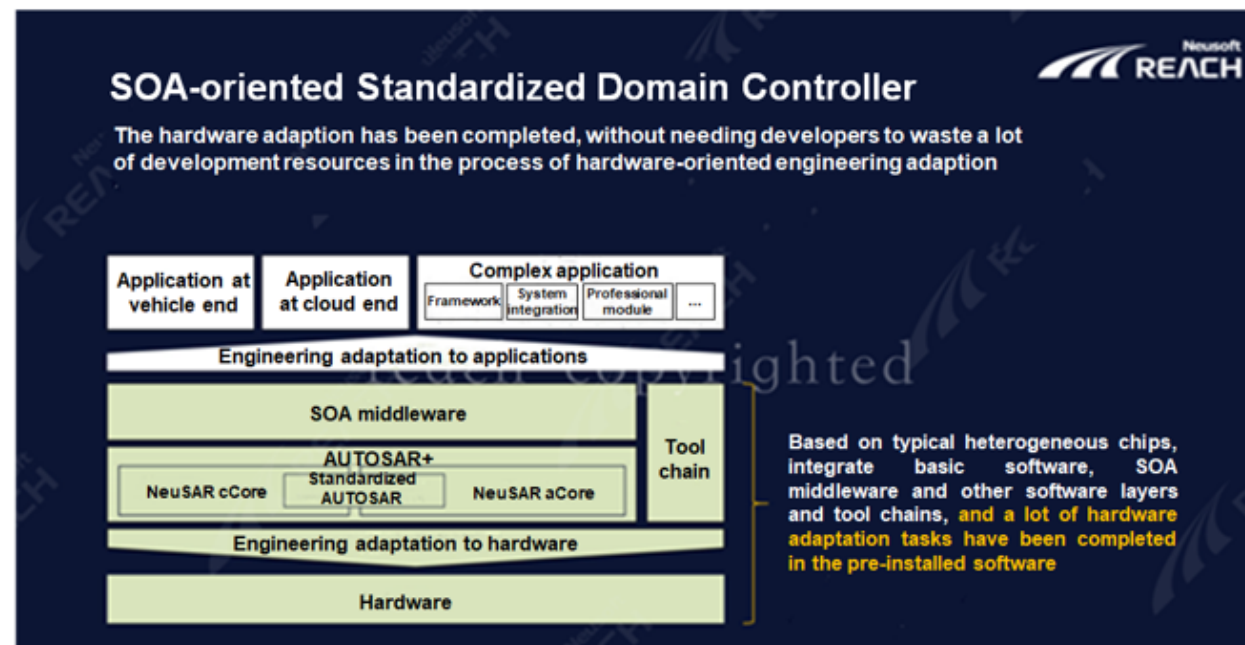 Neusoft
REACH
SOA-oriented Standardized Domain Controller
The hardware adaption has been completed, without needing developers to waste a lot
of development resources in the process of hardware-oriented engineering adaption
Application at
vehicle end
Application
at cloud end
Complex application
Framework
System
integration
Professional
module
...
Engineering adaptation to applications
reach copyrighted
SOA middleware
Tool
chain
AUTOSAR+
NeuSAR cCore
Standardized
AUTOSAR
NeuSAR aCore
Engineering adaptation to hardware
Hardware
Based on typical heterogeneous chips,
integrate basic software, SOA
middleware and other software layers
and tool chains, and a lot of hardware
adaptation tasks have been completed
in the pre-installed software